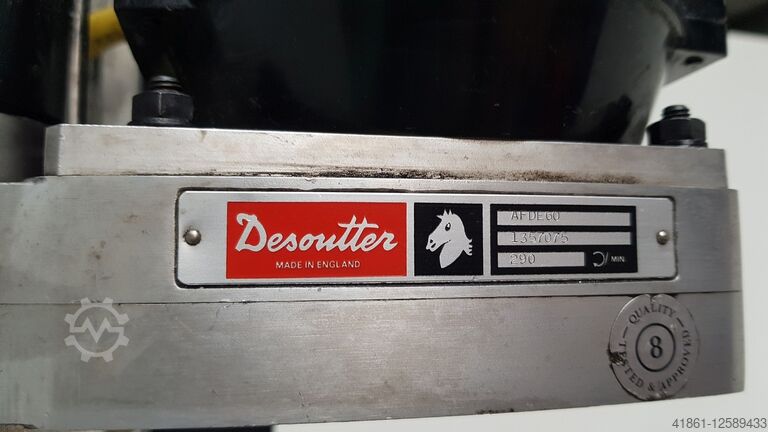 Desoutter
MADE IN ENGLAND
AFDE60
1357075
290 /MIN.
QUALITY
TESTED & APPROVED
8
41861-12589433